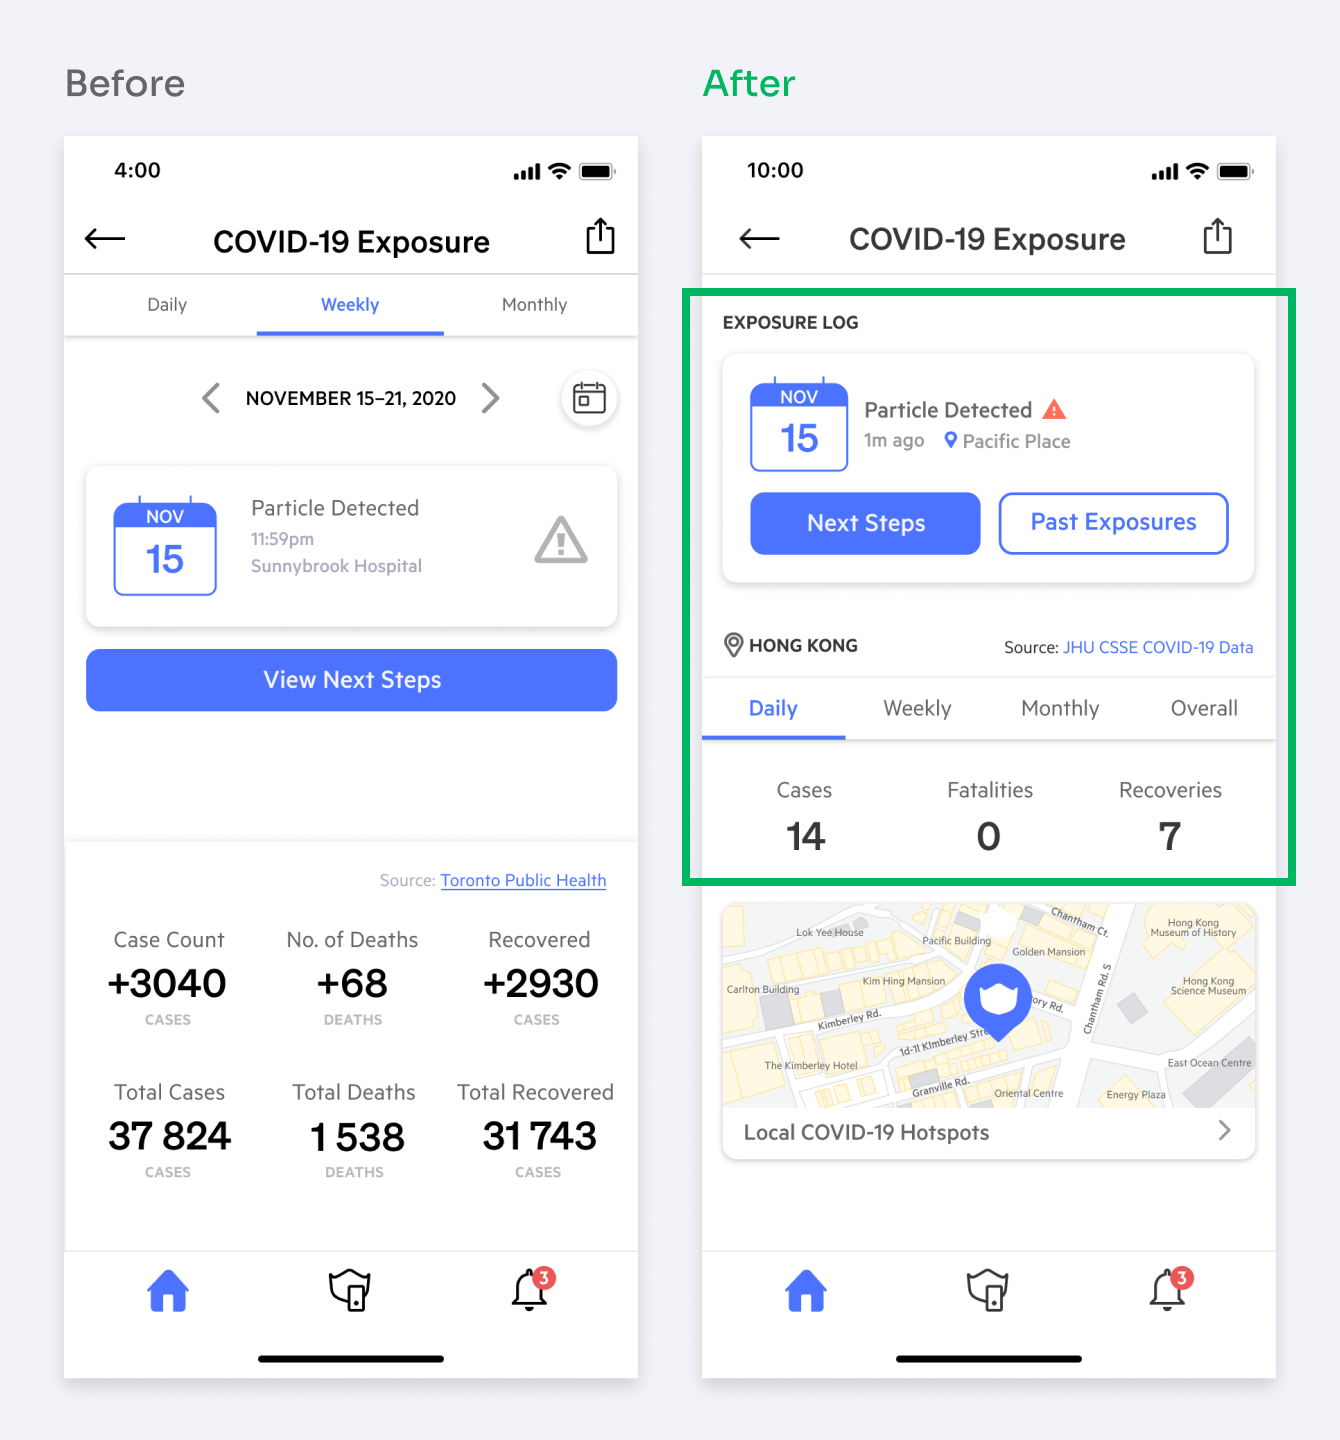 Before
4:00
COVID-19 Exposure
Daily Weekly Monthly
NOVEMBER 15–21, 2020
NOV
15
Particle Detected
11:59pm
Sunnybrook Hospital
View Next Steps
Source: Toronto Public Health
Case Count No. of Deaths Recovered
+3040 +68 +2930
CASES DEATHS CASES
Total Cases Total Deaths Total Recovered
37 824 1 538 31 743
CASES DEATHS CASES
3
After
10:00
COVID-19 Exposure
EXPOSURE LOG
NOV
15
Particle Detected
1m ago Pacific Place
Next Steps Past Exposures
HONG KONG Source: JHU CSSE COVID-19 Data
Daily Weekly Monthly Overall
Cases Fatalities Recoveries
14 0 7
Chantham Ct.
Hong Kong
Museum of History
Lok Yee House
Pacific Building
Golden Mansion
Carlton Building
Kim Hing Mansion
Hong Kong
Science Museum
Chantham Rd. S
ory Rd.
Kimberley Rd.
1d-1l KImberley Stre
The Kimberley Hotel
East Ocean Centre
Granville Rd.
Oriental Centre
Energy Plaza
Local COVID-19 Hotspots
3